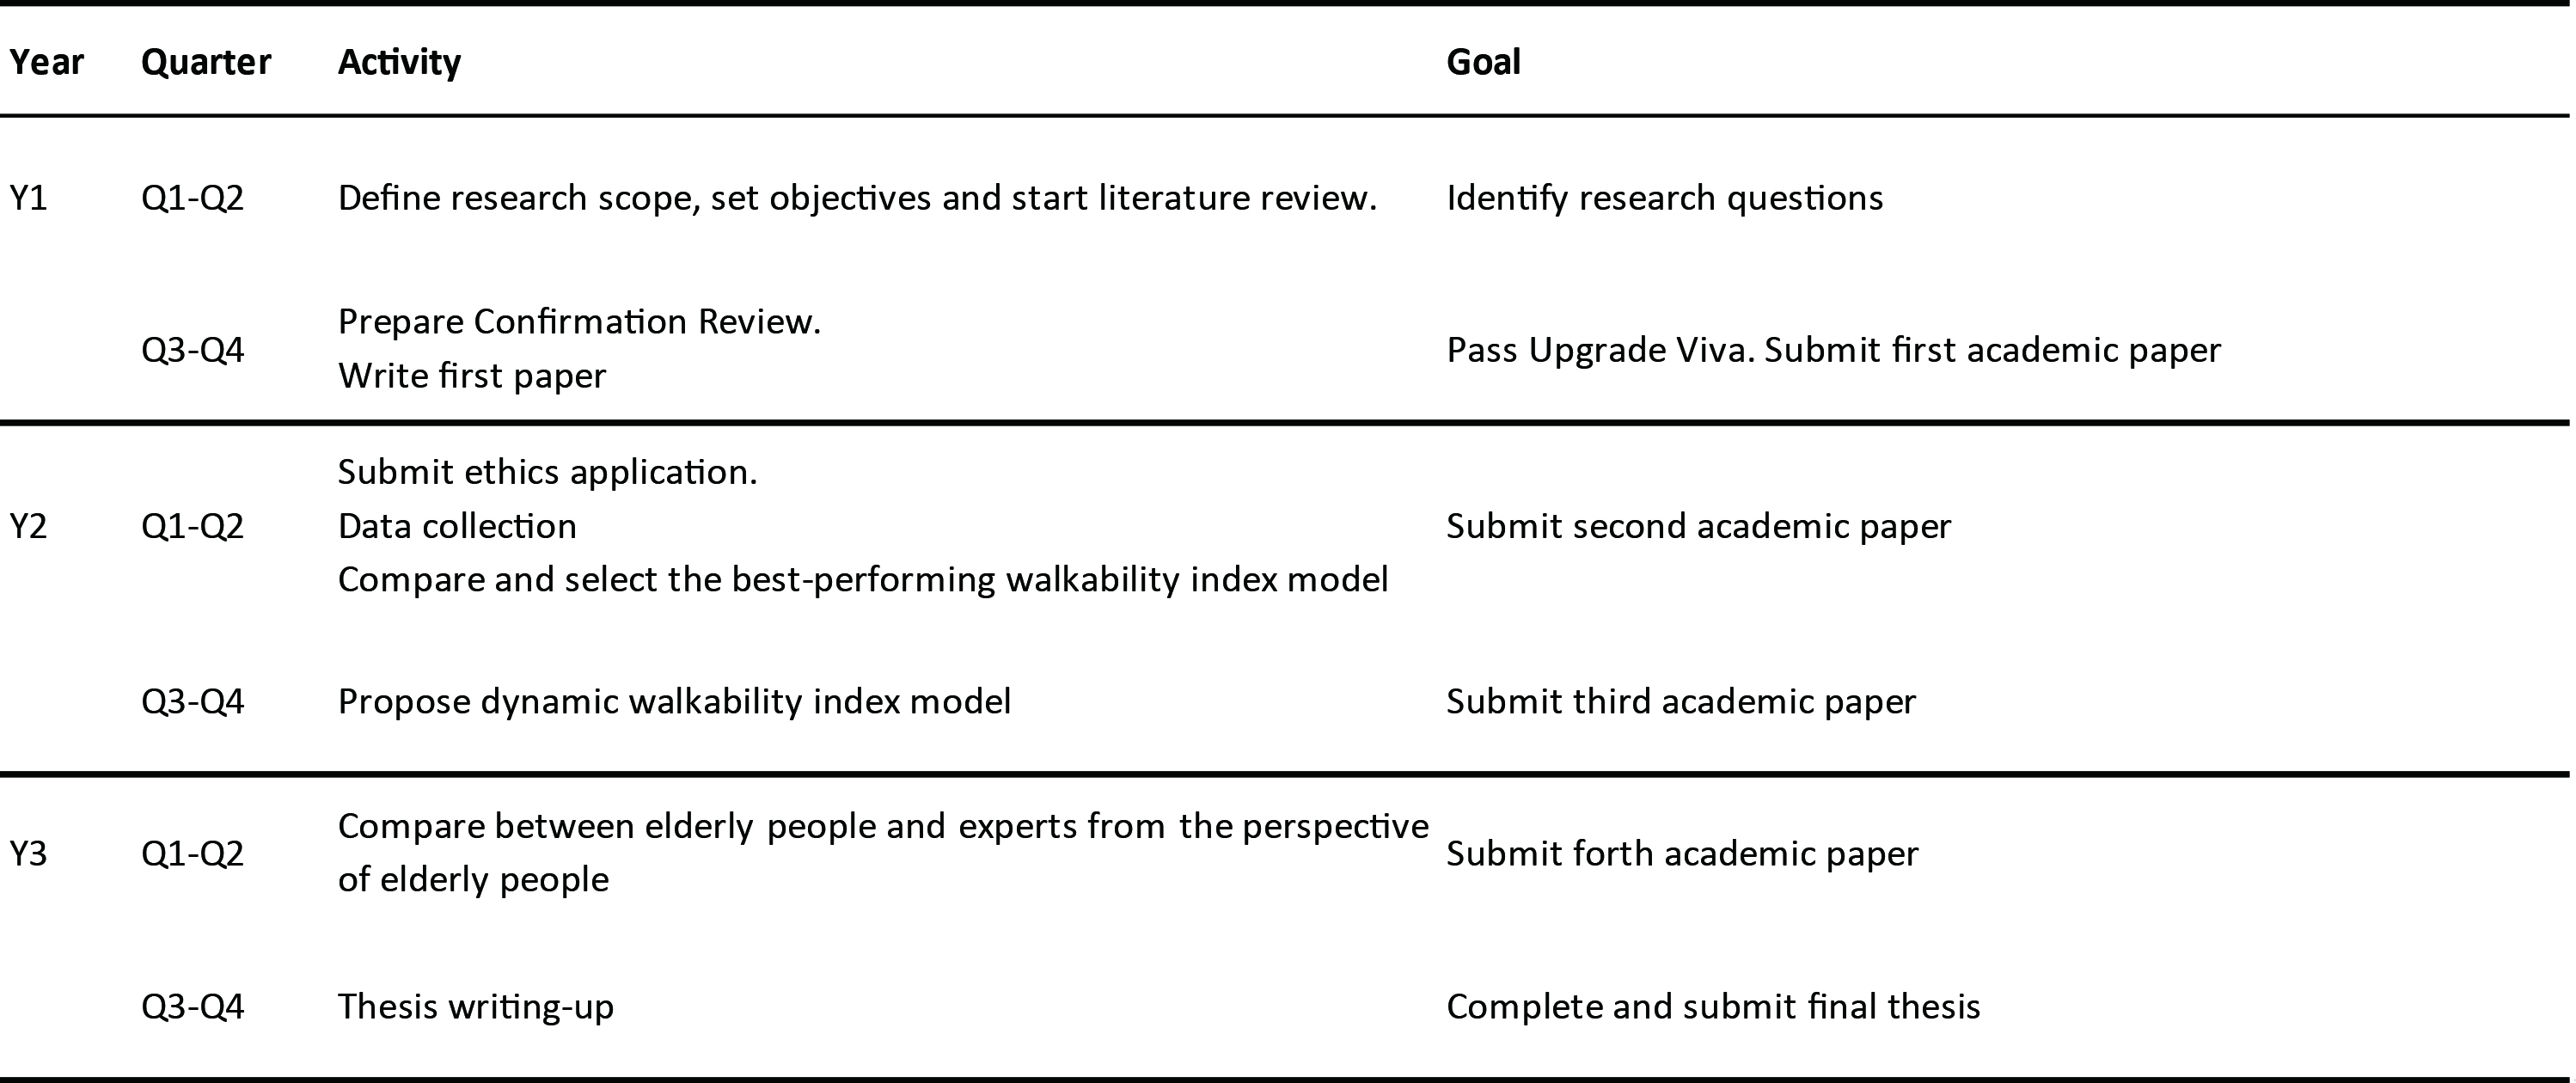 Year Quarter Activity Goal
Y1 Q1-Q2 Define research scope, set objectives and start literature review. Identify research questions
Prepare Confirmation Review.
Q3-Q4 Pass Upgrade Viva. Submit first academic paper
Write first paper
Submit ethics application.
Y2 Q1-Q2 Data collection Submit second academic paper
Compare and select the best-performing walkability index model
Q3-Q4 Propose dynamic walkability index model Submit third academic paper
Compare between elderly people and experts from the perspective
Y3 Q1-Q2 Submit forth academic paper
of elderly people
Q3-Q4 Thesis writing-up Complete and submit final thesis